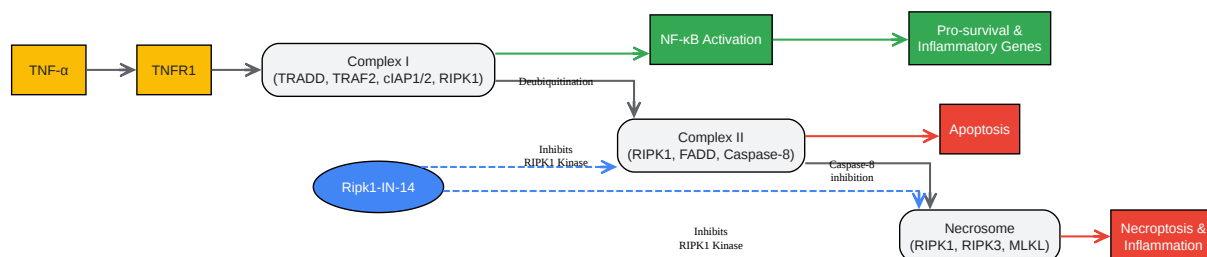 TNF-α
TNFR1
Complex I
(TRADD, TRAF2, cIAP1/2, RIPK1)
NF-κB Activation
Pro-survival &
Inflammatory Genes
Deubiquitination
Complex II
(RIPK1, FADD, Caspase-8)
Apoptosis
Inhibits
RIPK1 Kinase
Caspase-8
inhibition
Ripk1-IN-14
Inhibits
RIPK1 Kinase
Necrosome
(RIPK1, RIPK3, MLKL)
Necroptosis &
Inflammation